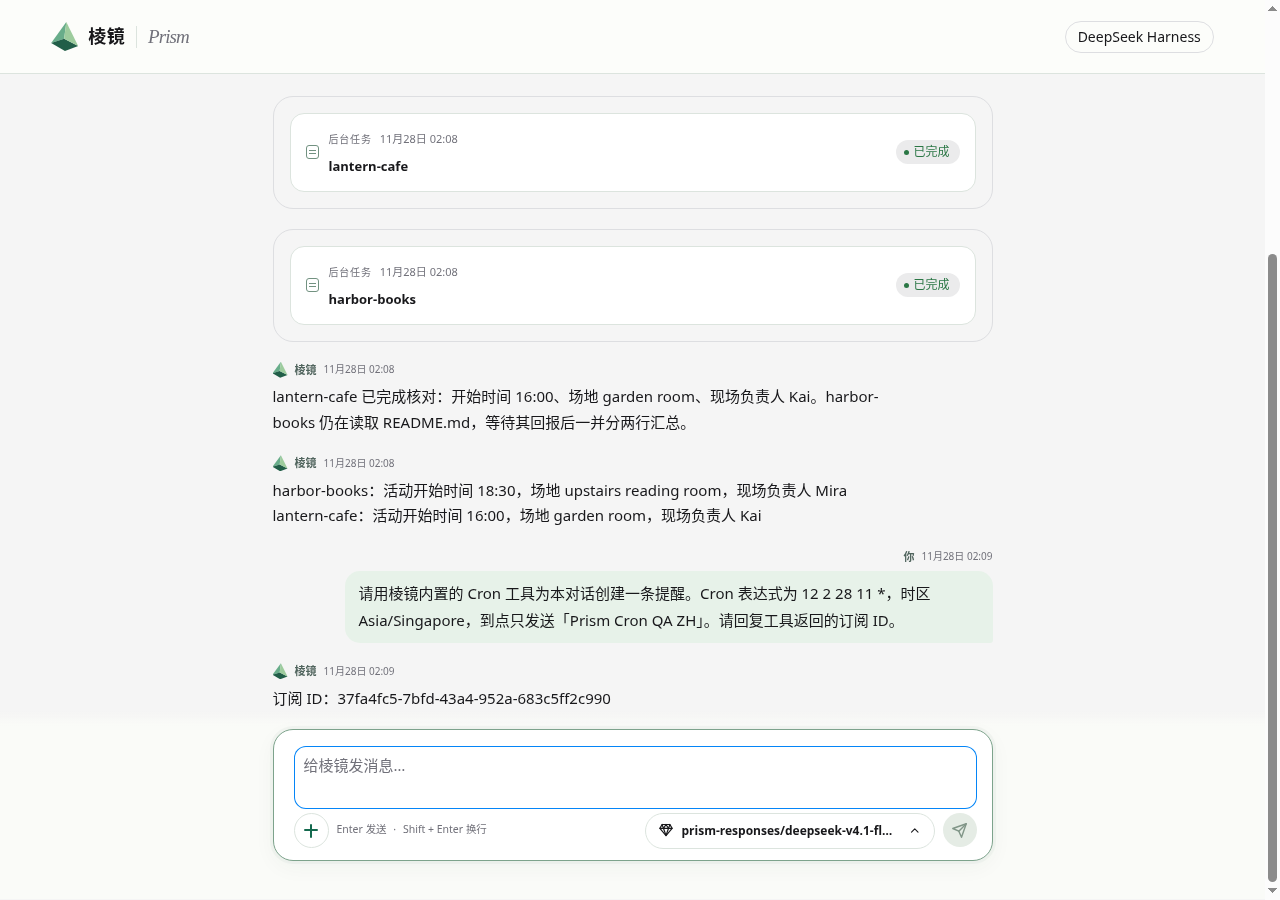 棱镜
Prism
DeepSeek Harness
后台任务 11月28日 02:08
lantern-cafe
已完成
后台任务 11月28日 02:08
harbor-books
已完成
棱镜 11月28日 02:08
lantern-cafe 已完成核对：开始时间 16:00、场地 garden room、现场负责人 Kai。harbor-
books 仍在读取 README.md，等待其回报后一并分两行汇总。
棱镜 11月28日 02:08
harbor-books：活动开始时间 18:30，场地 upstairs reading room，现场负责人 Mira
lantern-cafe：活动开始时间 16:00，场地 garden room，现场负责人 Kai
你 11月28日 02:09
请用棱镜内置的 Cron 工具为本对话创建一条提醒。Cron 表达式为 12 2 28 11 *，时区
Asia/Singapore，到点只发送「Prism Cron QA ZH」。请回复工具返回的订阅 ID。
棱镜 11月28日 02:09
订阅 ID：37fa4fc5-7bfd-43a4-952a-683c5ff2c990
给棱镜发消息...
Enter 发送 · Shift + Enter 换行
prism-responses/deepseek-v4.1-fl...